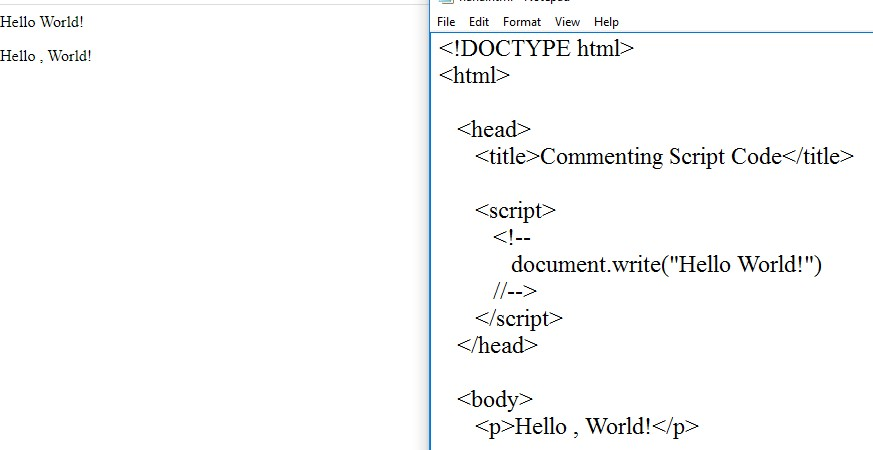 Hello World!
Hello , World!
File Edit Format View Help
<!DOCTYPE html>
<html>
<head>
<title>Commenting Script Code</title>
<script>
<!--
document.write("Hello World!")
//-->
</script>
</head>
<body>
<p>Hello , World!</p>